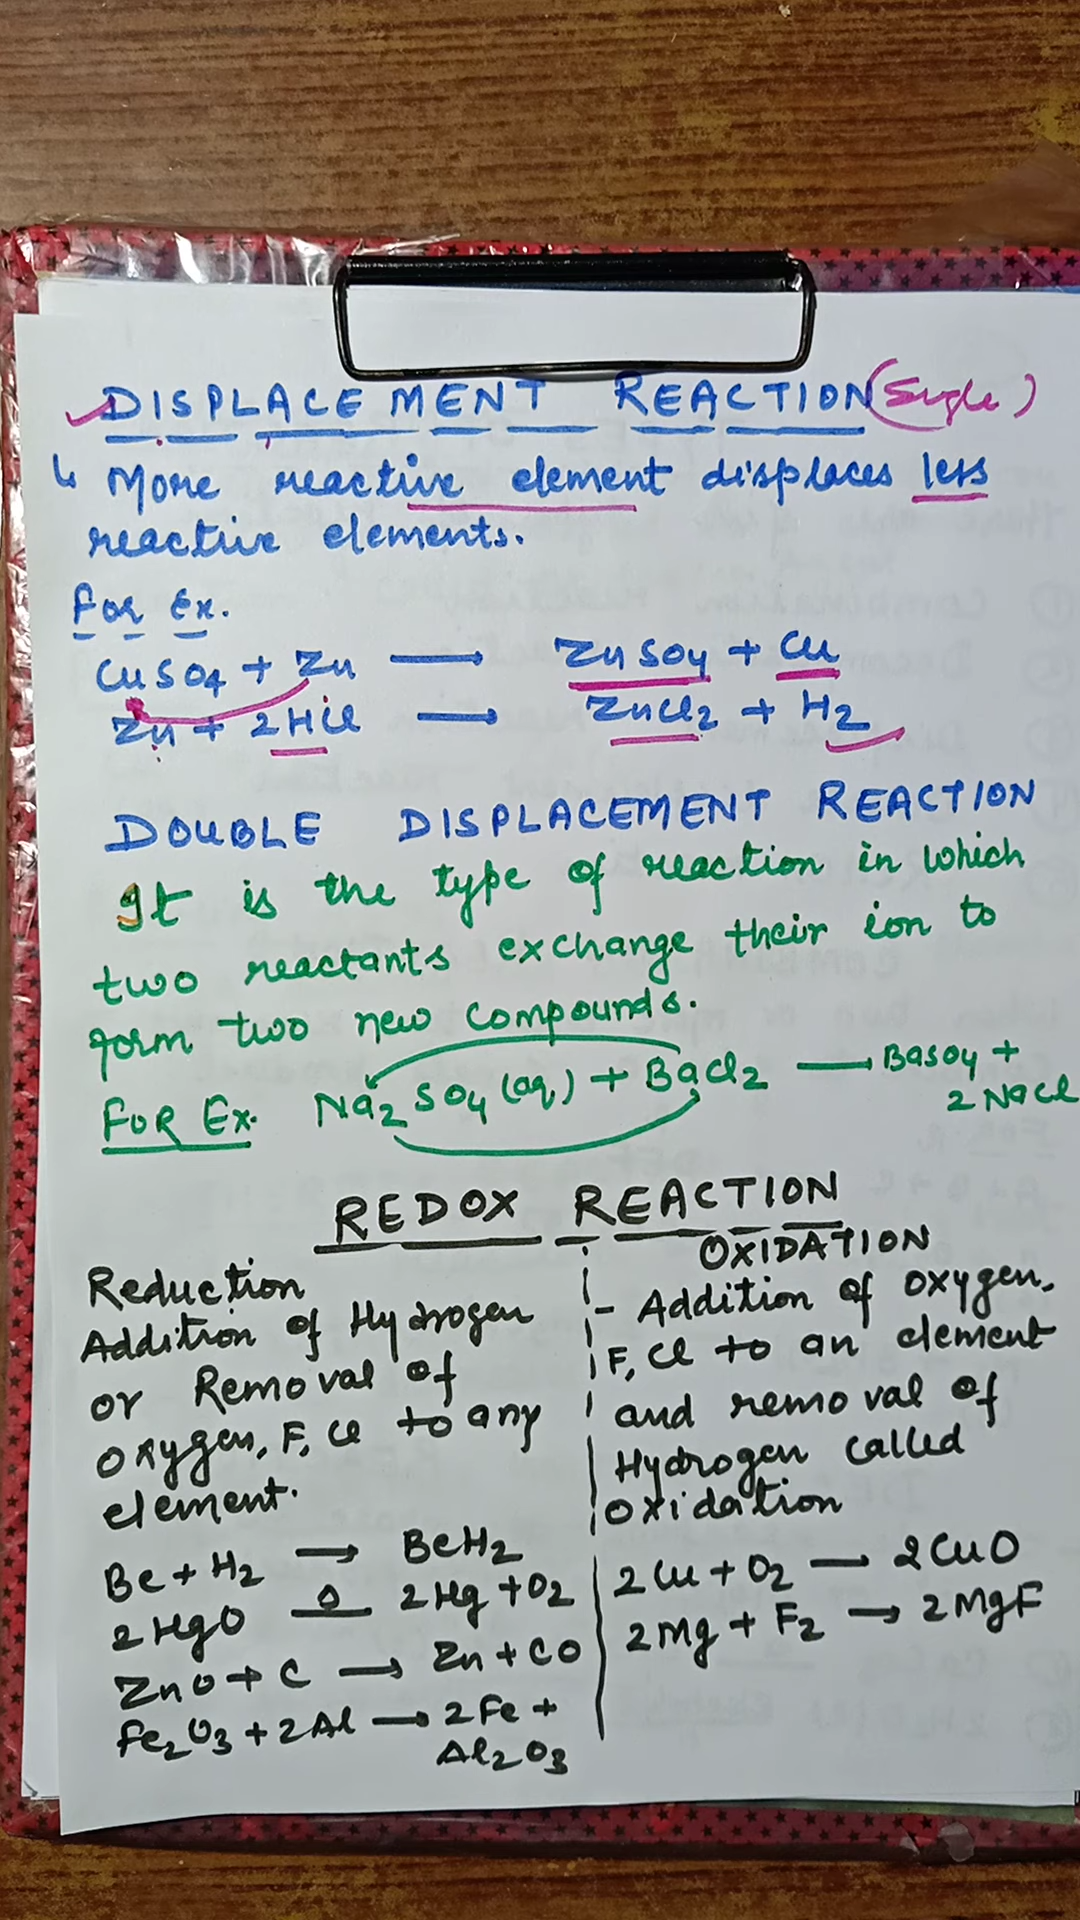 DISPLACEMENT REACTION (Single)
↳ More reactive element displaces less
reactive elements.
For Ex.
CuSO4 + Zn ⟶ ZnSO4 + Cu
Zn + 2HCl ⟶ ZnCl2 + H2
DOUBLE DISPLACEMENT REACTION
It is the type of reaction in which
two reactants exchange their ion to
form two new compounds.
FOR Ex. Na2SO4 (aq) + BaCl2 ⟶ BaSO4 +
2NaCl
REDOX REACTION
Reduction
Addition of Hydrogen
or Removal of
oxygen, F, Cl to any
element.
Be + H2 → BeH2
2HgO △— 2Hg + O2
ZnO + C → Zn + CO
Fe2O3 + 2Al → 2Fe +
Al2O3
OXIDATION
- Addition of oxygen,
F, Cl to an element
and removal of
Hydrogen called
oxidation
2Cu + O2 → 2CuO
2Mg + F2 → 2MgF